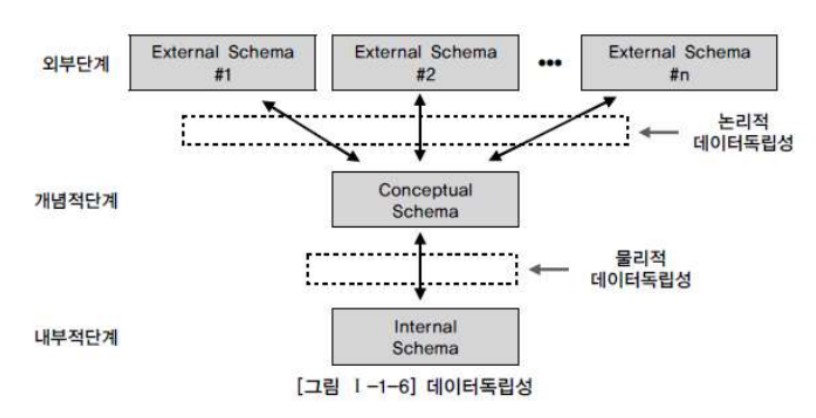 외부단계
External Schema
#1
External Schema
#2
•••
External Schema
#n
논리적
데이터독립성
개념적단계
Conceptual
Schema
물리적
데이터독립성
내부적단계
Internal
Schema
[그림 Ⅰ-1-6] 데이터독립성